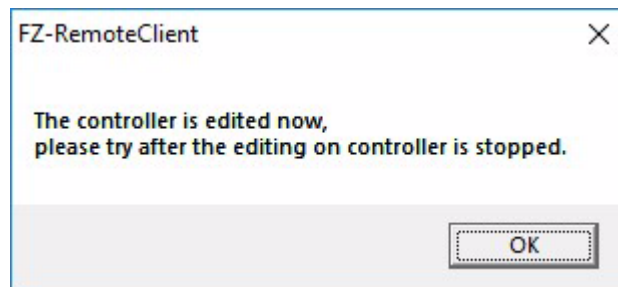 FZ-RemoteClient
The controller is edited now,
please try after the editing on controller is stopped.
OK